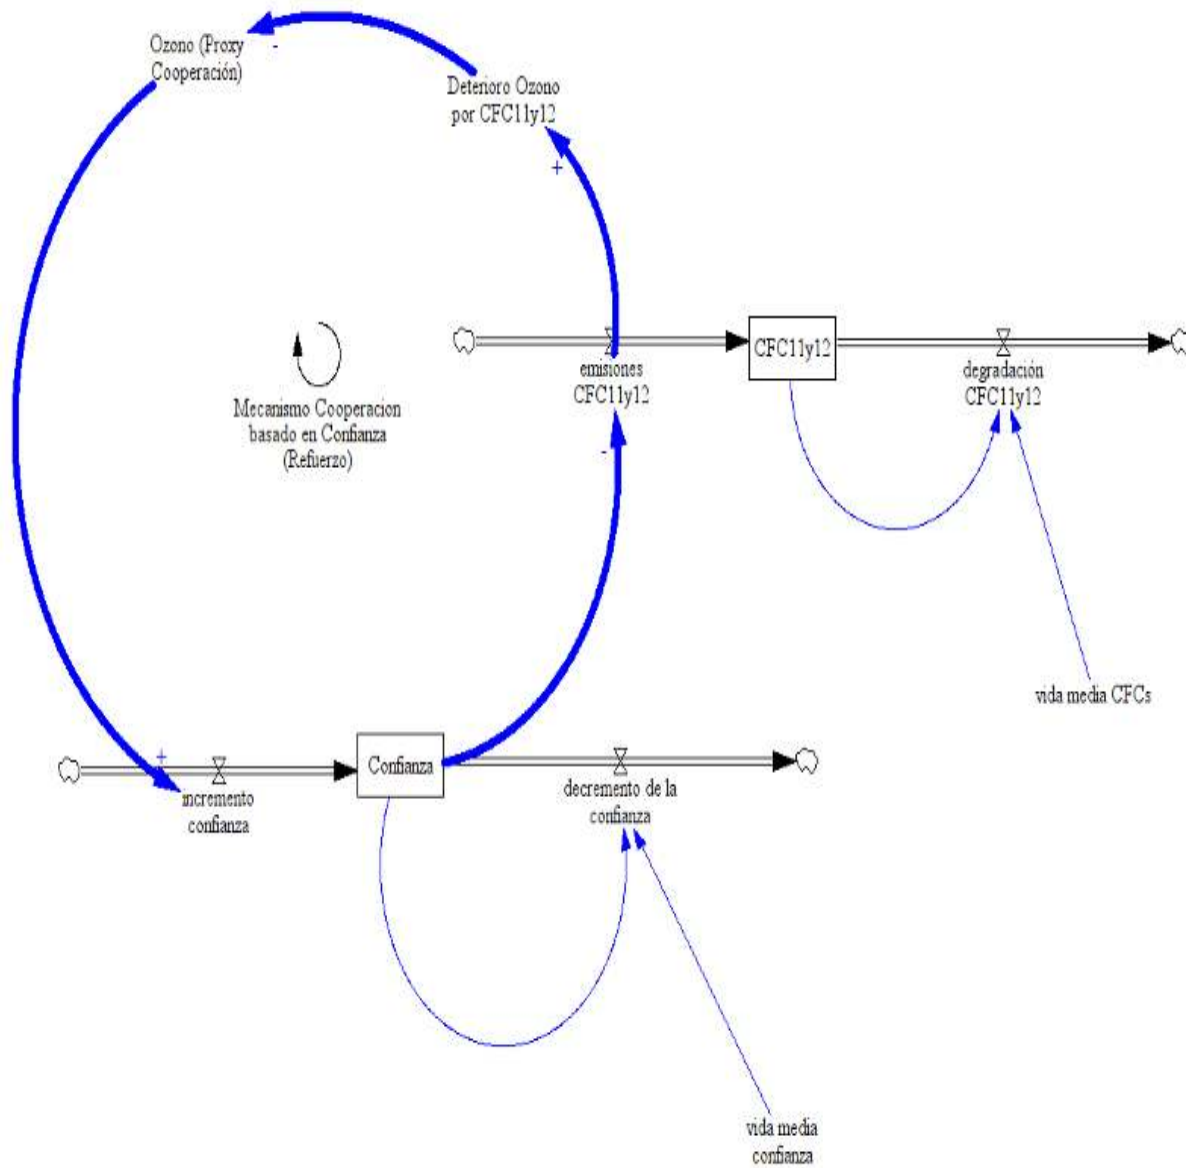 Ozono (Proxy
Cooperación)
-
Deterioro Ozono
por CFC11y12
+
emisiones
CFC11y12
CFC11y12
degradación
CFC11y12
Mecanismo Cooperacion
basado en Confianza
(Refuerzo)
-
vida media CFCs
+
incremento
confianza
Confianza
decremento de la
confianza
vida media
confianza